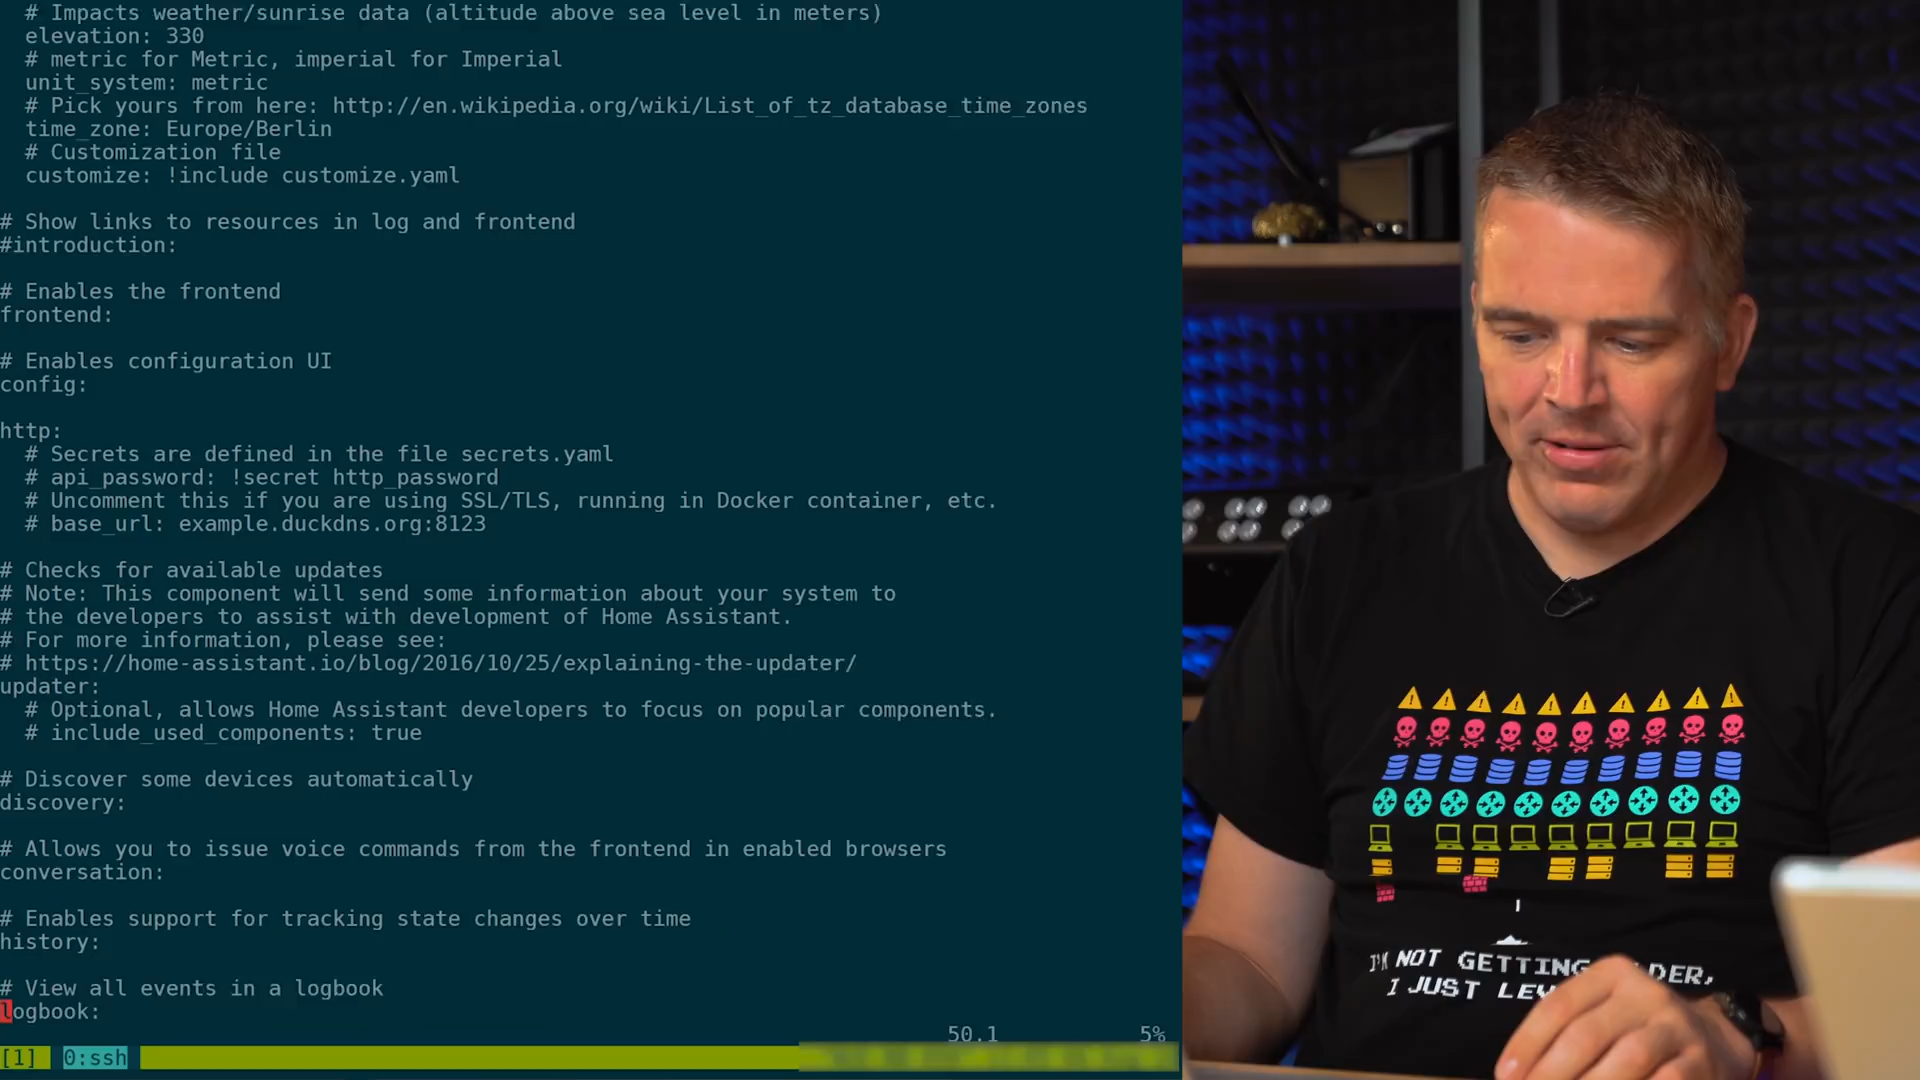 # Impacts weather/sunrise data (altitude above sea level in meters)
elevation: 330
# metric for Metric, imperial for Imperial
unit_system: metric
# Pick yours from here: http://en.wikipedia.org/wiki/List_of_tz_database_time_zones
time_zone: Europe/Berlin
# Customization file
customize: !include customize.yaml
# Show links to resources in log and frontend
#introduction:
# Enables the frontend
frontend:
# Enables configuration UI
config:
http:
# Secrets are defined in the file secrets.yaml
# api_password: !secret http_password
# Uncomment this if you are using SSL/TLS, running in Docker container, etc.
# base_url: example.duckdns.org:8123
# Checks for available updates
# Note: This component will send some information about your system to
# the developers to assist with development of Home Assistant.
# For more information, please see:
# https://home-assistant.io/blog/2016/10/25/explaining-the-updater/
updater:
# Optional, allows Home Assistant developers to focus on popular components.
# include_used_components: true
# Discover some devices automatically
discovery:
# Allows you to issue voice commands from the frontend in enabled browsers
conversation:
# Enables support for tracking state changes over time
history:
# View all events in a logbook
logbook:
50.1 5%
[1] 0:ssh
I'M NOT GETTING
I JUST